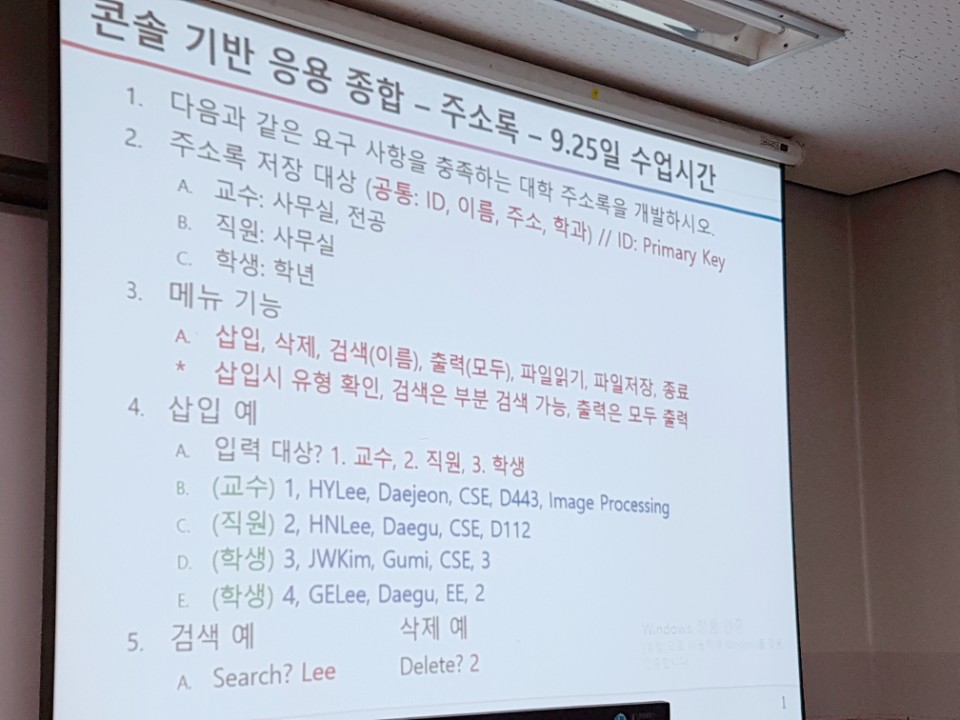 콘솔 기반 응용 종합 – 주소록 – 9.25일 수업시간
1. 다음과 같은 요구 사항을 충족하는 대학 주소록을 개발하시오.
2. 주소록 저장 대상 (공통: ID, 이름, 주소, 학과) // ID: Primary Key
A. 교수: 사무실, 전공
B. 직원: 사무실
C. 학생: 학년
3. 메뉴 기능
A. 삽입, 삭제, 검색(이름), 출력(모두), 파일읽기, 파일저장, 종료
* 삽입시 유형 확인, 검색은 부분 검색 가능, 출력은 모두 출력
4. 삽입 예
A. 입력 대상? 1. 교수, 2. 직원, 3. 학생
B. (교수) 1, HYLee, Daejeon, CSE, D443, Image Processing
C. (직원) 2, HNLee, Daegu, CSE, D112
D. (학생) 3, JWKim, Gumi, CSE, 3
E. (학생) 4, GELee, Daegu, EE, 2
5. 검색 예 삭제 예
A. Search? Lee Delete? 2
Windows 정품 인증
1